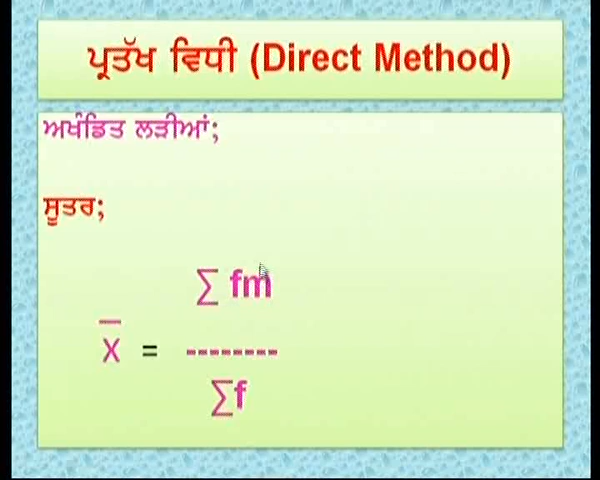 ਪ੍ਰਤੱਖ ਵਿਧੀ (Direct Method)
ਅਖੰਡਿਤ ਲੜੀਆਂ;
ਸੂਤਰ;
∑ fm
_
X = --------
∑f